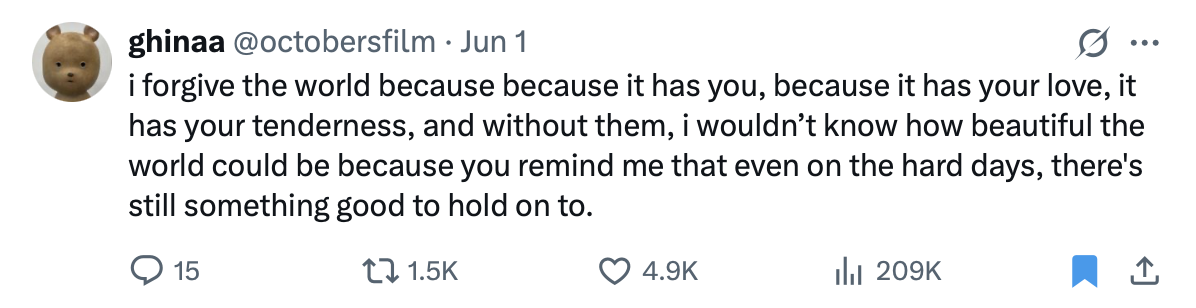 ghinaa @octobersfilm · Jun 1
i forgive the world because because it has you, because it has your love, it
has your tenderness, and without them, i wouldn’t know how beautiful the
world could be because you remind me that even on the hard days, there's
still something good to hold on to.
15 1.5K 4.9K 209K